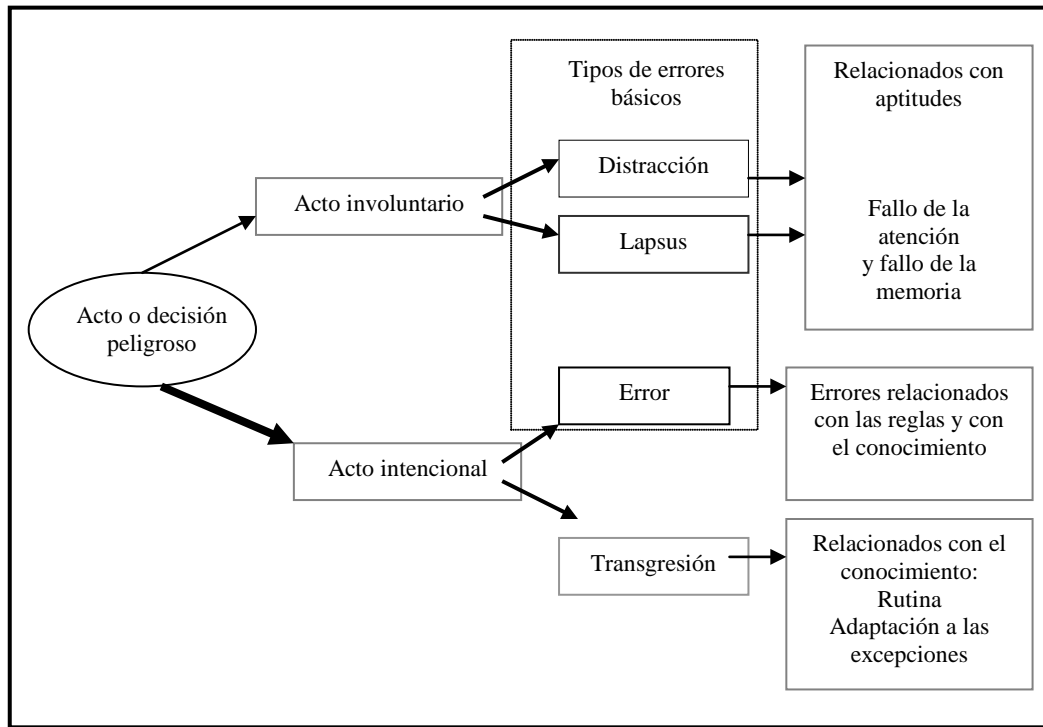 Tipos de errores
básicos
Relacionados con
aptitudes
Distracción
Acto involuntario
Lapsus
Fallo de la
atención
y fallo de la
memoria
Acto o decisión
peligroso
Error
Errores relacionados
con las reglas y con
el conocimiento
Acto intencional
Transgresión
Relacionados con el
conocimiento:
Rutina
Adaptación a las
excepciones